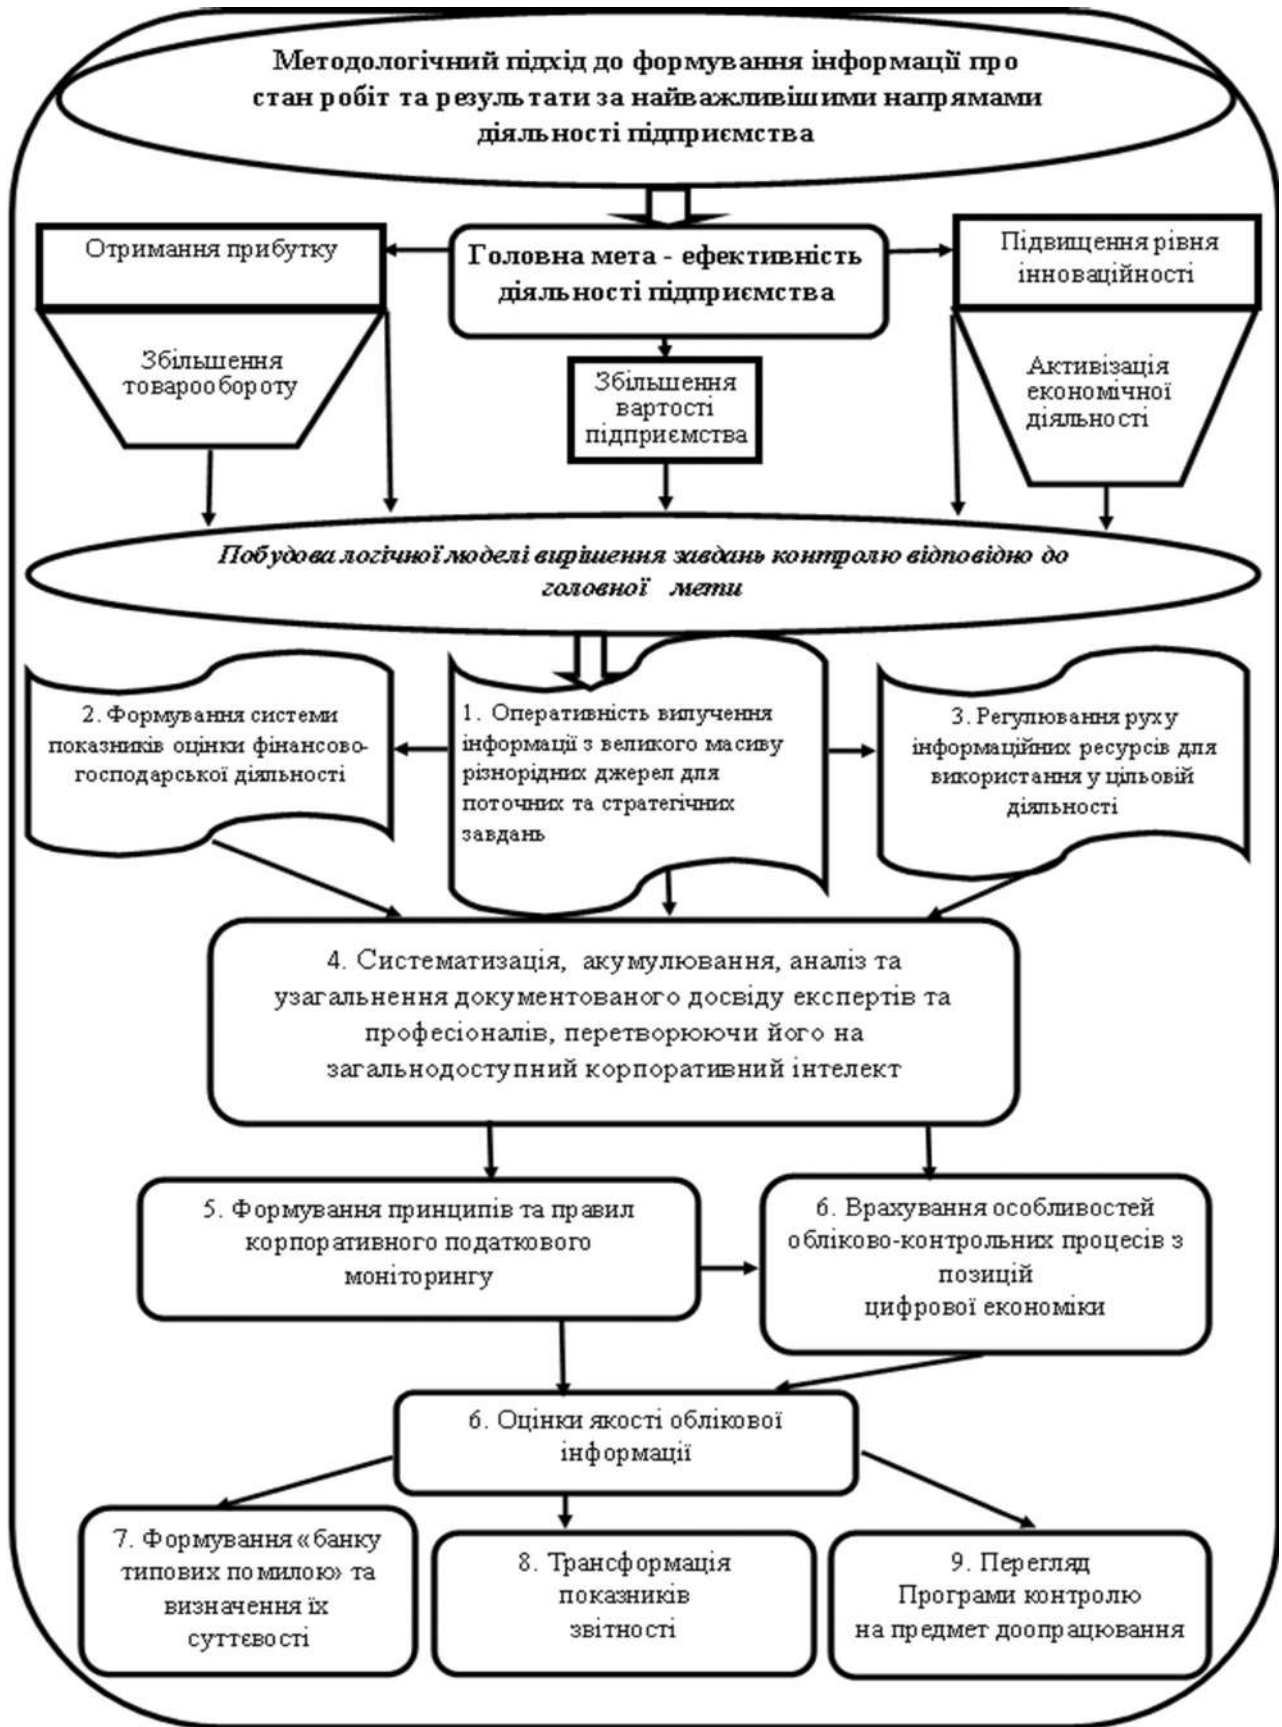 Методологічний підхід до формування інформації про
стан робіт та результати за найважливішими напрямами
діяльності підприємства
Отримання прибутку
Головна мета - ефективність
діяльності підприємства
Підвищення рівня
інноваційності
Збільшення
товарообороту
Збільшення
вартості
підприємства
Активізація
економічної
діяльності
Побудова логічної моделі вирішення завдань контролю відповідно до
головної мети
2. Формування системи
показників оцінки фінансово-
господарської діяльності
1. Оперативність вилучення
інформації з великого масиву
різнорідних джерел для
поточних та стратегічних
завдань
3. Регулювання руху
інформаційних ресурсів для
використання у цільовій
діяльності
4. Систематизація, акумулювання, аналіз та
узагальнення документованого досвіду експертів та
професіоналів, перетворюючи його на
загальнодоступний корпоративний інтелект
5. Формування принципів та правил
корпоративного податкового
моніторингу
6. Врахування особливостей
обліково-контрольних процесів з
позицій
цифрової економіки
6. Оцінки якості облікової
інформації
7. Формування «банку
типових помилою» та
визначення їх
суттєвості
8. Трансформація
показників
звітності
9. Перегляд
Програми контролю
на предмет доопрацювання